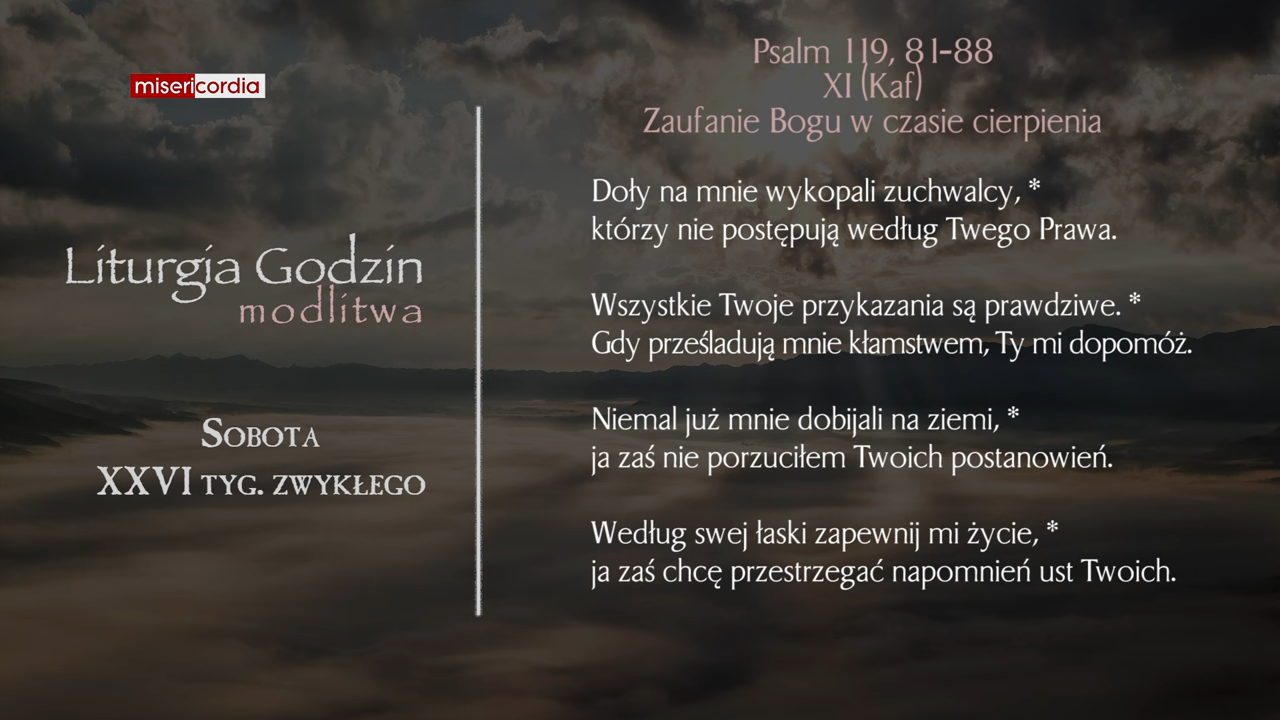 misericordia
Liturgia Godzin
modlitwa
Sobota
XXVI tyg. zwykłego
Psalm 119, 81-88
XI (Kaf)
Zaufanie Bogu w czasie cierpienia
Doły na mnie wykopali zuchwalcy, *
którzy nie postępują według Twego Prawa.
Wszystkie Twoje przykazania są prawdziwe. *
Gdy prześladują mnie kłamstwem, Ty mi dopomóż.
Niemal już mnie dobijali na ziemi, *
ja zaś nie porzuciłem Twoich postanowień.
Według swej łaski zapewnij mi życie, *
ja zaś chcę przestrzegać napomnień ust Twoich.